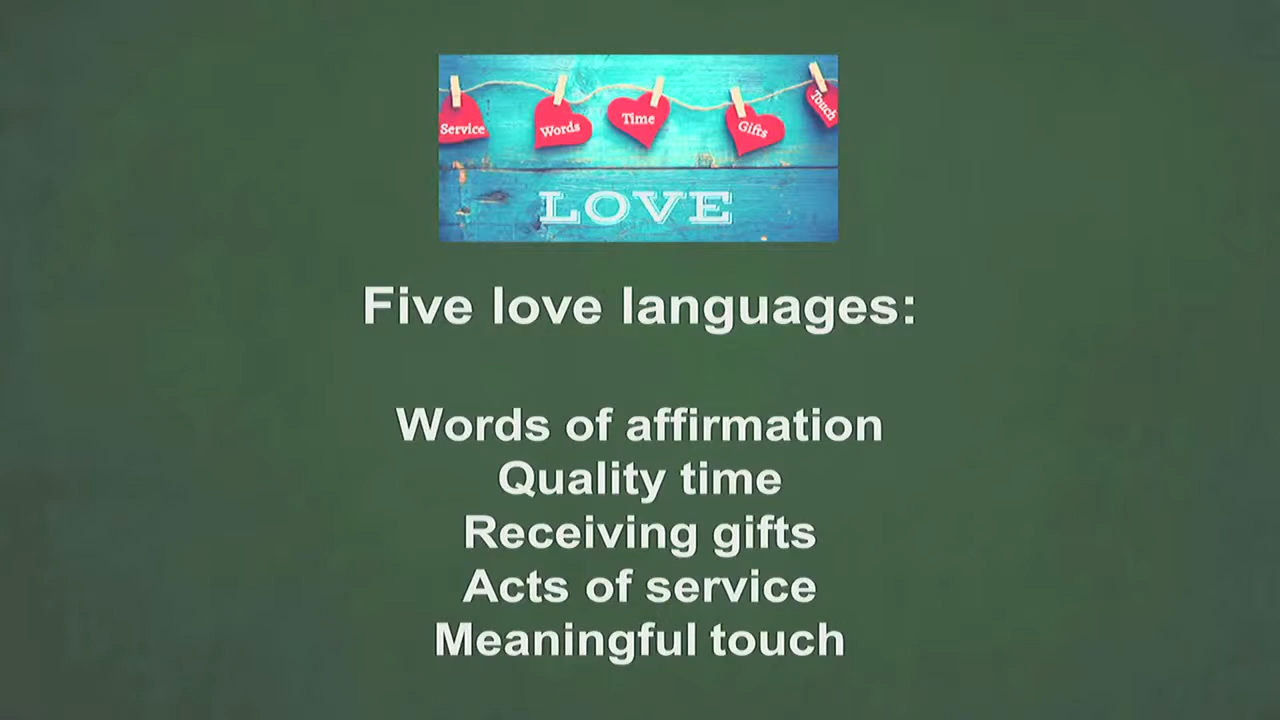 Service Words Time Gifts Touch
LOVE
Five love languages:
Words of affirmation
Quality time
Receiving gifts
Acts of service
Meaningful touch